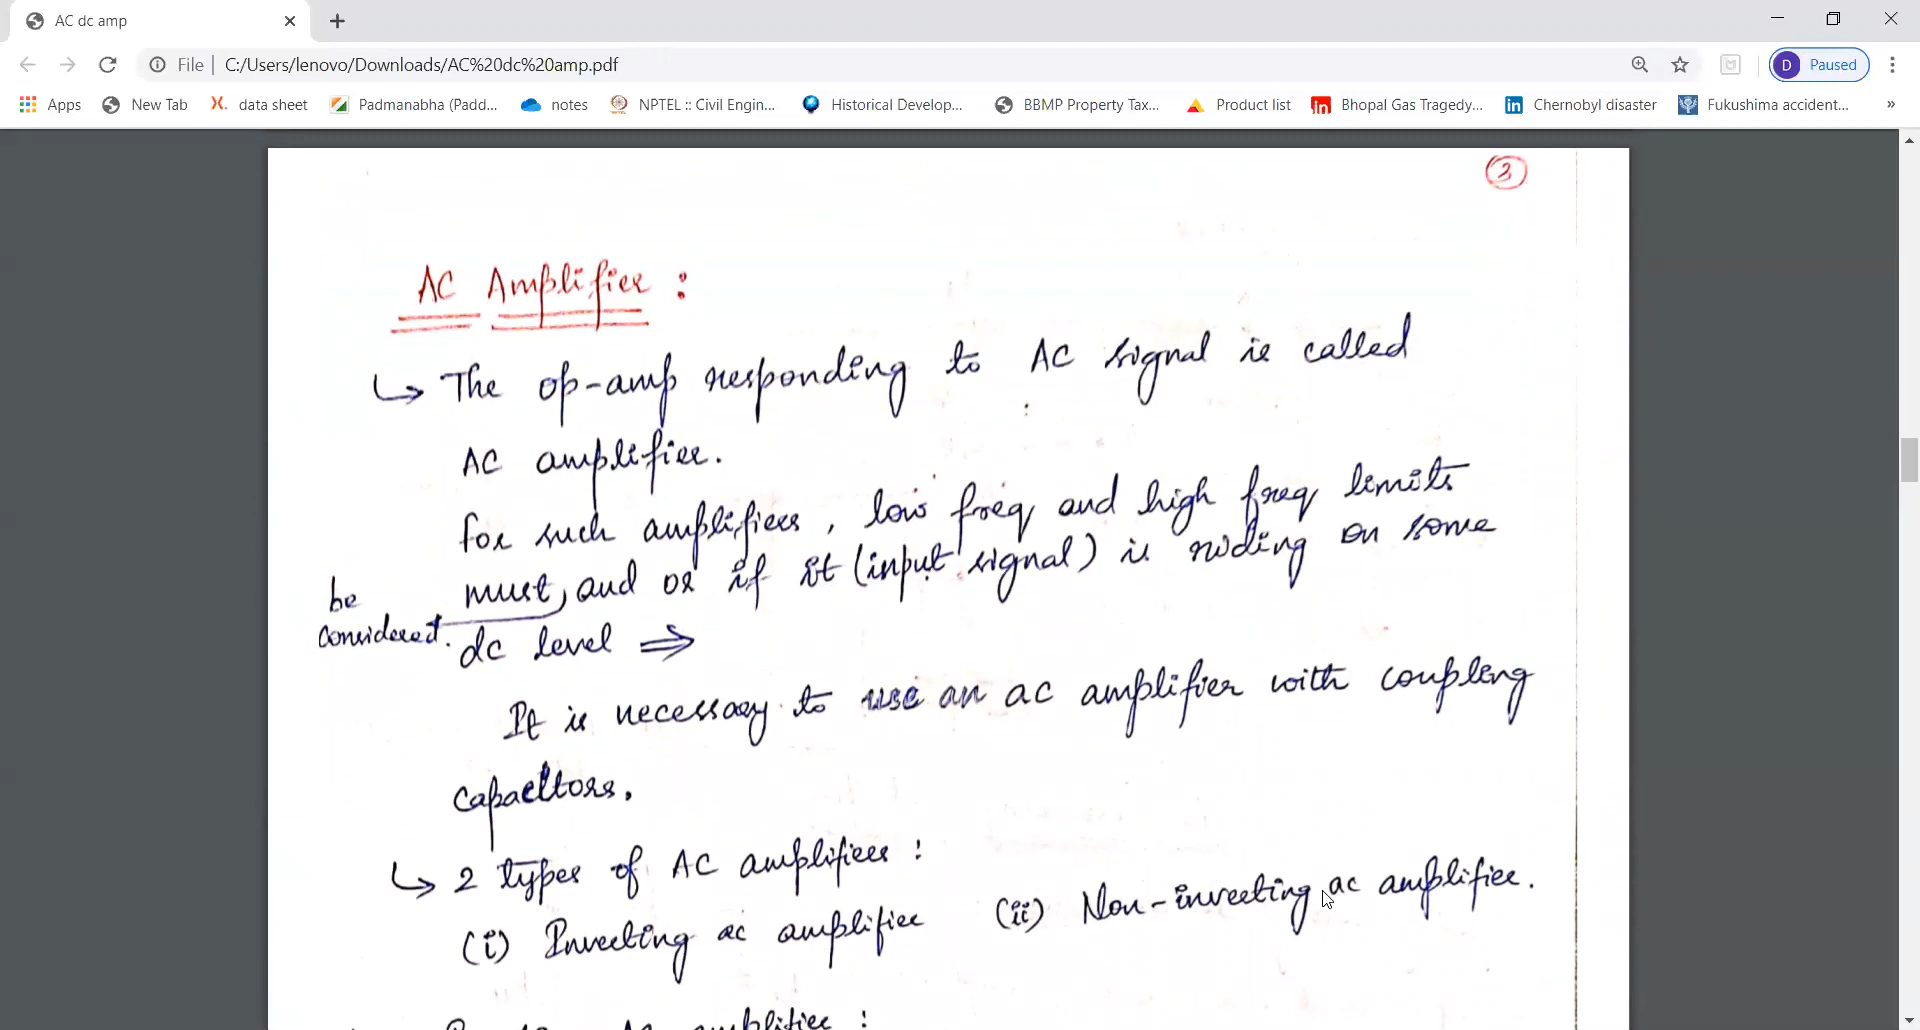 AC dc amp
File | C:/Users/lenovo/Downloads/AC%20dc%20amp.pdf
D Paused
Apps New Tab X. data sheet Padmanabha (Padd... notes NPTEL :: Civil Engin... Historical Develop... BBMP Property Tax... Product list Bhopal Gas Tragedy... Chernobyl disaster Fukushima accident... »
AC Amplifier :
↳ The op-amp responding to AC signal is called
AC amplifier.
For such amplifiers, low freq and high freq limits
must, and or if it (input signal) is riding on some
be
considered.
dc level ⇒
It is necessary to use an ac amplifier with coupling
capacitors.
↳ 2 types of AC amplifiers :
(i) Inverting ac amplifier (ii) Non-inverting ac amplifier.